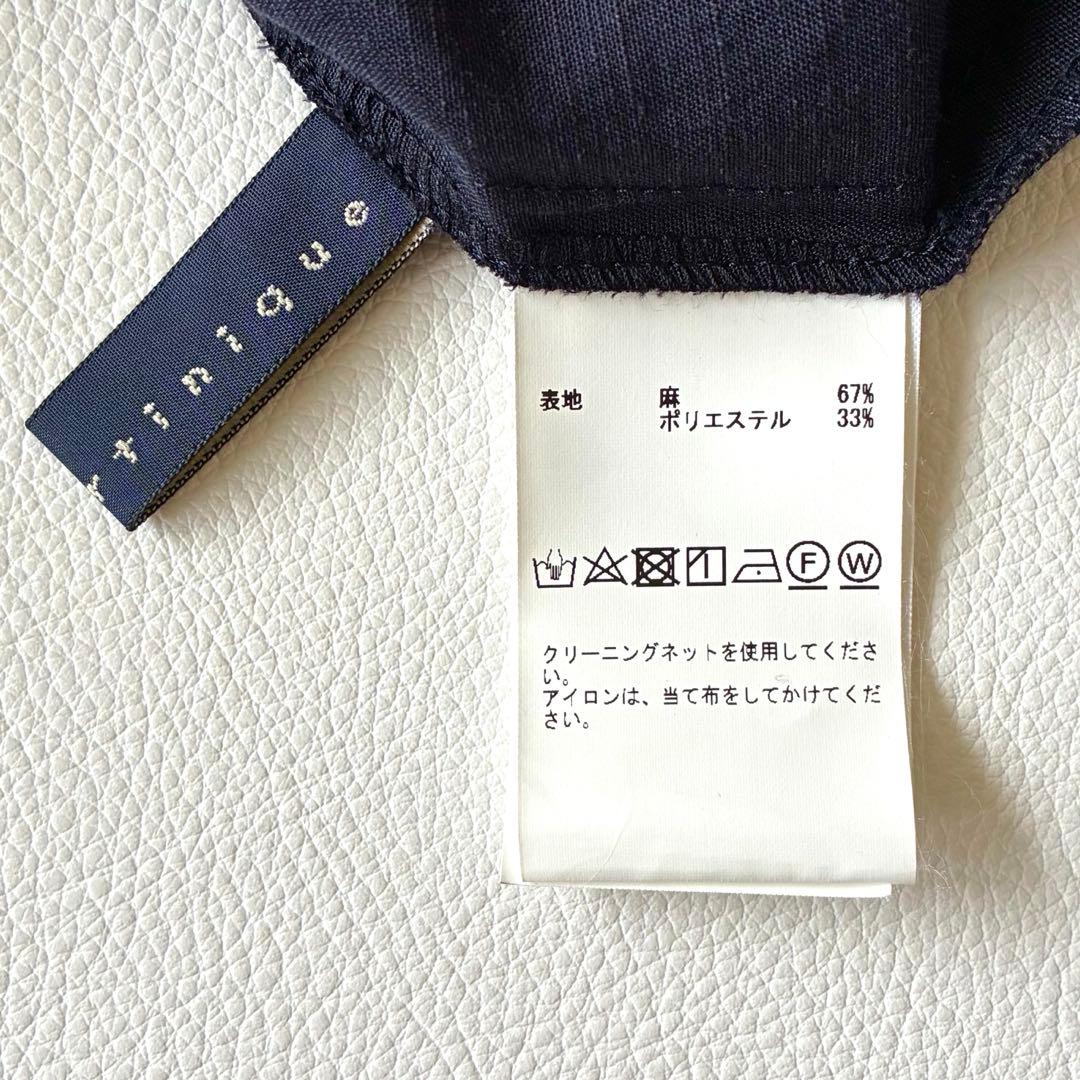 tinique
表地 麻 67%
ポリエステル 33%
F W
クリーニングネットを使用してくださ
い。
アイロンは、当て布をしてかけてくだ
さい。